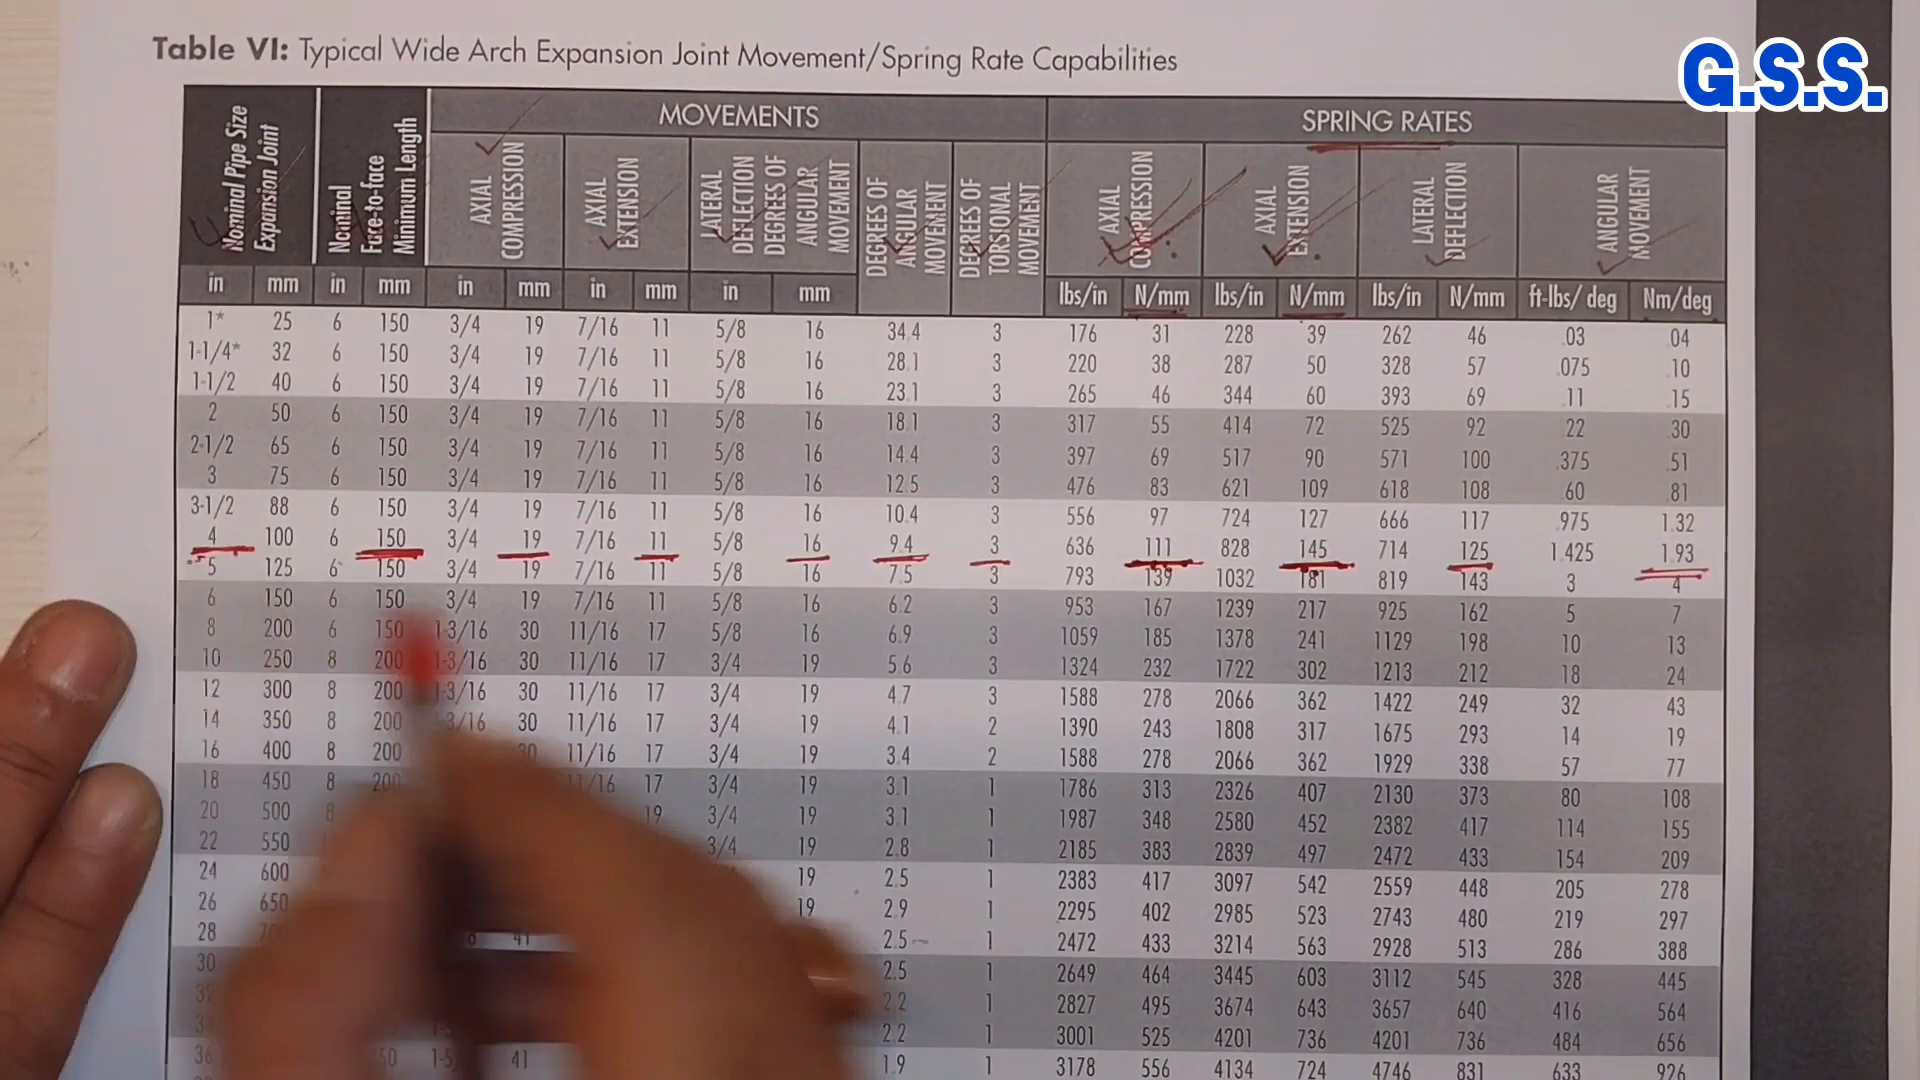 G.S.S.
Table VI: Typical Wide Arch Expansion Joint Movement/Spring Rate Capabilities
Nominal Pipe Size Expansion Joint Nominal Face-to-face Minimum Length MOVEMENTS SPRING RATES
AXIAL COMPRESSION AXIAL EXTENSION LATERAL DEFLECTION DEGREES OF ANGULAR MOVEMENT DEGREES OF ANGULAR MOVEMENT DEGREES OF TORSIONAL MOVEMENT AXIAL COMPRESSION AXIAL EXTENSION LATERAL DEFLECTION ANGULAR MOVEMENT
in mm in mm in mm in mm in mm lbs/in N/mm lbs/in N/mm lbs/in N/mm ft-lbs/ deg Nm/deg
1* 25 6 150 3/4 19 7/16 11 5/8 16 34.4 3 176 31 228 39 262 46 .03 .04
1-1/4* 32 6 150 3/4 19 7/16 11 5/8 16 28.1 3 220 38 287 50 328 57 .075 .10
1-1/2 40 6 150 3/4 19 7/16 11 5/8 16 23.1 3 265 46 344 60 393 69 .11 .15
2 50 6 150 3/4 19 7/16 11 5/8 16 18.1 3 317 55 414 72 525 92 .22 .30
2-1/2 65 6 150 3/4 19 7/16 11 5/8 16 14.4 3 397 69 517 90 571 100 .375 .51
3 75 6 150 3/4 19 7/16 11 5/8 16 12.5 3 476 83 621 109 618 108 .60 .81
3-1/2 88 6 150 3/4 19 7/16 11 5/8 16 10.4 3 556 97 724 127 666 117 .975 1.32
4 100 6 150 3/4 19 7/16 11 5/8 16 9.4 3 636 111 828 145 714 125 1.425 1.93
5 125 6 150 3/4 19 7/16 11 5/8 16 7.5 3 793 139 1032 181 819 143 3 4
6 150 6 150 3/4 19 7/16 11 5/8 16 6.2 3 953 167 1239 217 925 162 5 7
8 200 6 150 1-3/16 30 11/16 17 5/8 16 6.9 3 1059 185 1378 241 1129 198 10 13
10 250 8 200 1-3/16 30 11/16 17 3/4 19 5.6 3 1324 232 1722 302 1213 212 18 24
12 300 8 200 1-3/16 30 11/16 17 3/4 19 4.7 3 1588 278 2066 362 1422 249 32 43
14 350 8 200 3/16 30 11/16 17 3/4 19 4.1 2 1390 243 1808 317 1675 293 14 19
16 400 8 200 30 11/16 17 3/4 19 3.4 2 1588 278 2066 362 1929 338 57 77
18 450 8 200 11/16 17 3/4 19 3.1 1 1786 313 2326 407 2130 373 80 108
20 500 8 19 3/4 19 3.1 1 1987 348 2580 452 2382 417 114 155
22 550 3/4 19 2.8 1 2185 383 2839 497 2472 433 154 209
24 600 19 2.5 1 2383 417 3097 542 2559 448 205 278
26 650 19 2.9 1 2295 402 2985 523 2743 480 219 297
28 41 2.5 1 2472 433 3214 563 2928 513 286 388
30 2.5 1 2649 464 3445 603 3112 545 328 445
32 2.2 1 2827 495 3674 643 3657 640 416 564
34 2.2 1 3001 525 4201 736 4201 736 484 656
36 50 1-5 41 1.9 1 3178 556 4134 724 4746 831 633 926